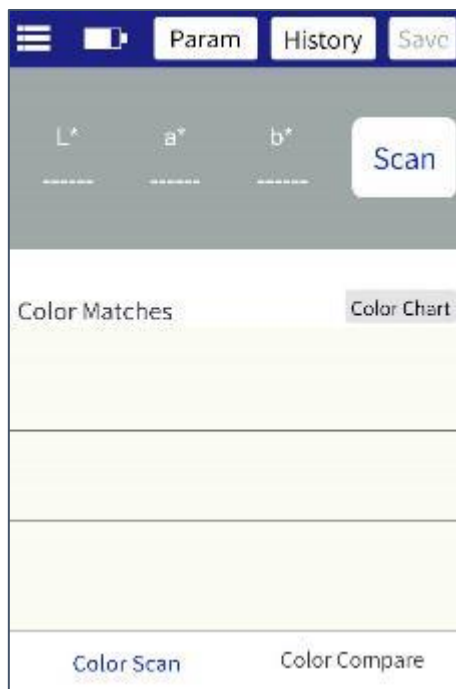 Param History Save
L* a* b*
------ ------ ------
Scan
Color Matches Color Chart
Color Scan Color Compare